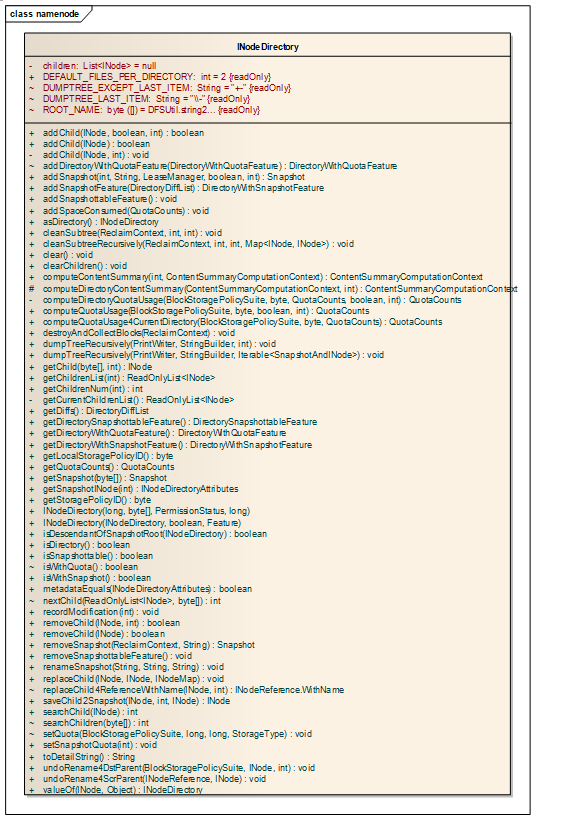 class namenode
INodeDirectory
- children: List<INode> = null
+ DEFAULT_FILES_PER_DIRECTORY: int = 2 {readOnly}
~ DUMPTREE_EXCEPT_LAST_ITEM: String = "+-" {readOnly}
~ DUMPTREE_LAST_ITEM: String = "\\-" {readOnly}
~ ROOT_NAME: byte ([]) = DFSUtil.string2... {readOnly}
+ addChild(INode, boolean, int) : boolean
+ addChild(INode) : boolean
- addChild(INode, int) : void
~ addDirectoryWithQuotaFeature(DirectoryWithQuotaFeature) : DirectoryWithQuotaFeature
+ addSnapshot(int, String, LeaseManager, boolean, int) : Snapshot
+ addSnapshotFeature(DirectoryDiffList) : DirectoryWithSnapshotFeature
+ addSnapshottableFeature() : void
+ addSpaceConsumed(QuotaCounts) : void
+ asDirectory() : INodeDirectory
+ cleanSubtree(ReclaimContext, int, int) : void
+ cleanSubtreeRecursively(ReclaimContext, int, int, Map<INode, INode>) : void
+ clear() : void
+ clearChildren() : void
+ computeContentSummary(int, ContentSummaryComputationContext) : ContentSummaryComputationContext
# computeDirectoryContentSummary(ContentSummaryComputationContext, int) : ContentSummaryComputationContext
- computeDirectoryQuotaUsage(BlockStoragePolicySuite, byte, QuotaCounts, boolean, int) : QuotaCounts
+ computeQuotaUsage(BlockStoragePolicySuite, byte, boolean, int) : QuotaCounts
+ computeQuotaUsage4CurrentDirectory(BlockStoragePolicySuite, byte, QuotaCounts) : QuotaCounts
+ destroyAndCollectBlocks(ReclaimContext) : void
+ dumpTreeRecursively(PrintWriter, StringBuilder, int) : void
+ dumpTreeRecursively(PrintWriter, StringBuilder, Iterable<SnapshotAndINode>) : void
+ getChild(byte[], int) : INode
+ getChildrenList(int) : ReadOnlyList<INode>
+ getChildrenNum(int) : int
- getCurrentChildrenList() : ReadOnlyList<INode>
+ getDiffs() : DirectoryDiffList
+ getDirectorySnapshottableFeature() : DirectorySnapshottableFeature
+ getDirectoryWithQuotaFeature() : DirectoryWithQuotaFeature
+ getDirectoryWithSnapshotFeature() : DirectoryWithSnapshotFeature
+ getLocalStoragePolicyID() : byte
+ getQuotaCounts() : QuotaCounts
+ getSnapshot(byte[]) : Snapshot
+ getSnapshotINode(int) : INodeDirectoryAttributes
+ getStoragePolicyID() : byte
+ INodeDirectory(long, byte[], PermissionStatus, long)
+ INodeDirectory(INodeDirectory, boolean, Feature)
+ isDescendantOfSnapshotRoot(INodeDirectory) : boolean
+ isDirectory() : boolean
+ isSnapshottable() : boolean
~ isWithQuota() : boolean
+ isWithSnapshot() : boolean
+ metadataEquals(INodeDirectoryAttributes) : boolean
~ nextChild(ReadOnlyList<INode>, byte[]) : int
+ recordModification(int) : void
+ removeChild(INode, int) : boolean
+ removeChild(INode) : boolean
+ removeSnapshot(ReclaimContext, String) : Snapshot
+ removeSnapshottableFeature() : void
+ renameSnapshot(String, String, String) : void
+ replaceChild(INode, INode, INodeMap) : void
~ replaceChild4ReferenceWithName(INode, int) : INodeReference.WithName
+ saveChild2Snapshot(INode, int, INode) : INode
+ searchChild(INode) : int
~ searchChildren(byte[]) : int
~ setQuota(BlockStoragePolicySuite, long, long, StorageType) : void
+ setSnapshotQuota(int) : void
+ toDetailString() : String
+ undoRename4DstParent(BlockStoragePolicySuite, INode, int) : void
+ undoRename4ScrParent(INodeReference, INode) : void
+ valueOf(INode, Object) : INodeDirectory